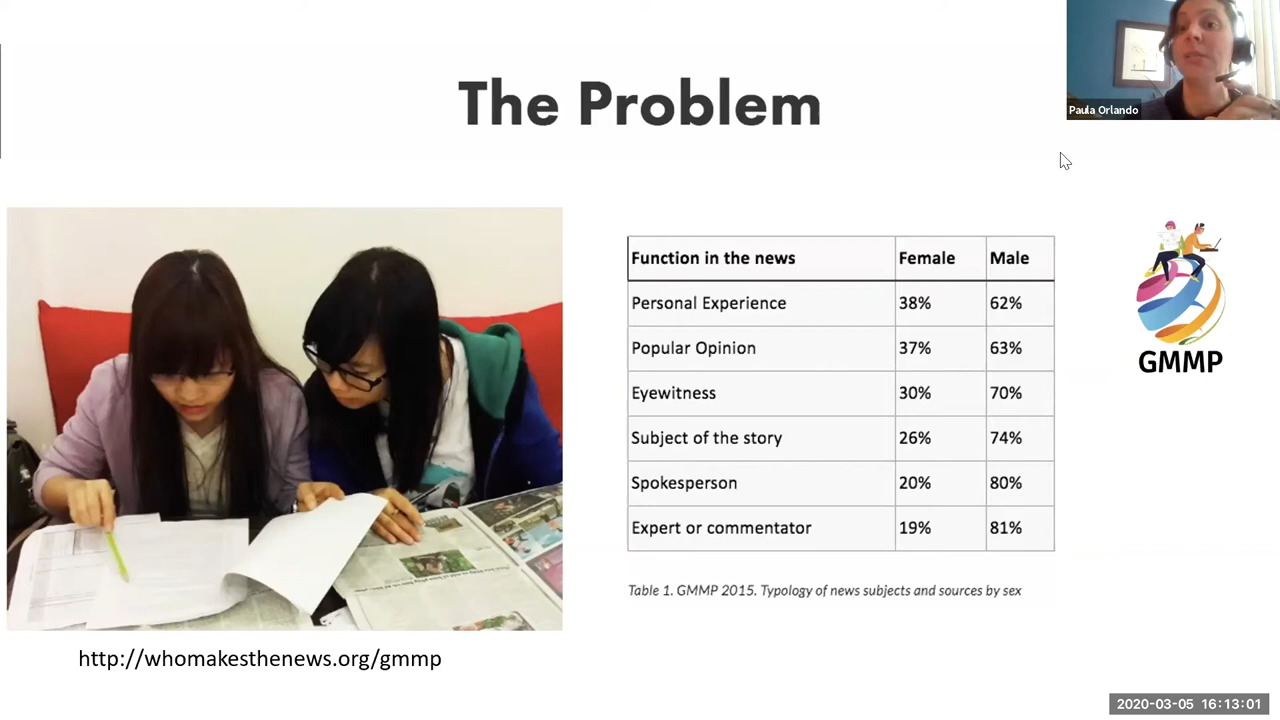 The Problem
Paula Orlando
Function in the news Female Male
Personal Experience 38% 62%
Popular Opinion 37% 63%
Eyewitness 30% 70%
Subject of the story 26% 74%
Spokesperson 20% 80%
Expert or commentator 19% 81%
Table 1. GMMP 2015. Typology of news subjects and sources by sex
GMMP
http://whomakesthenews.org/gmmp
2020-03-05 16:13:01